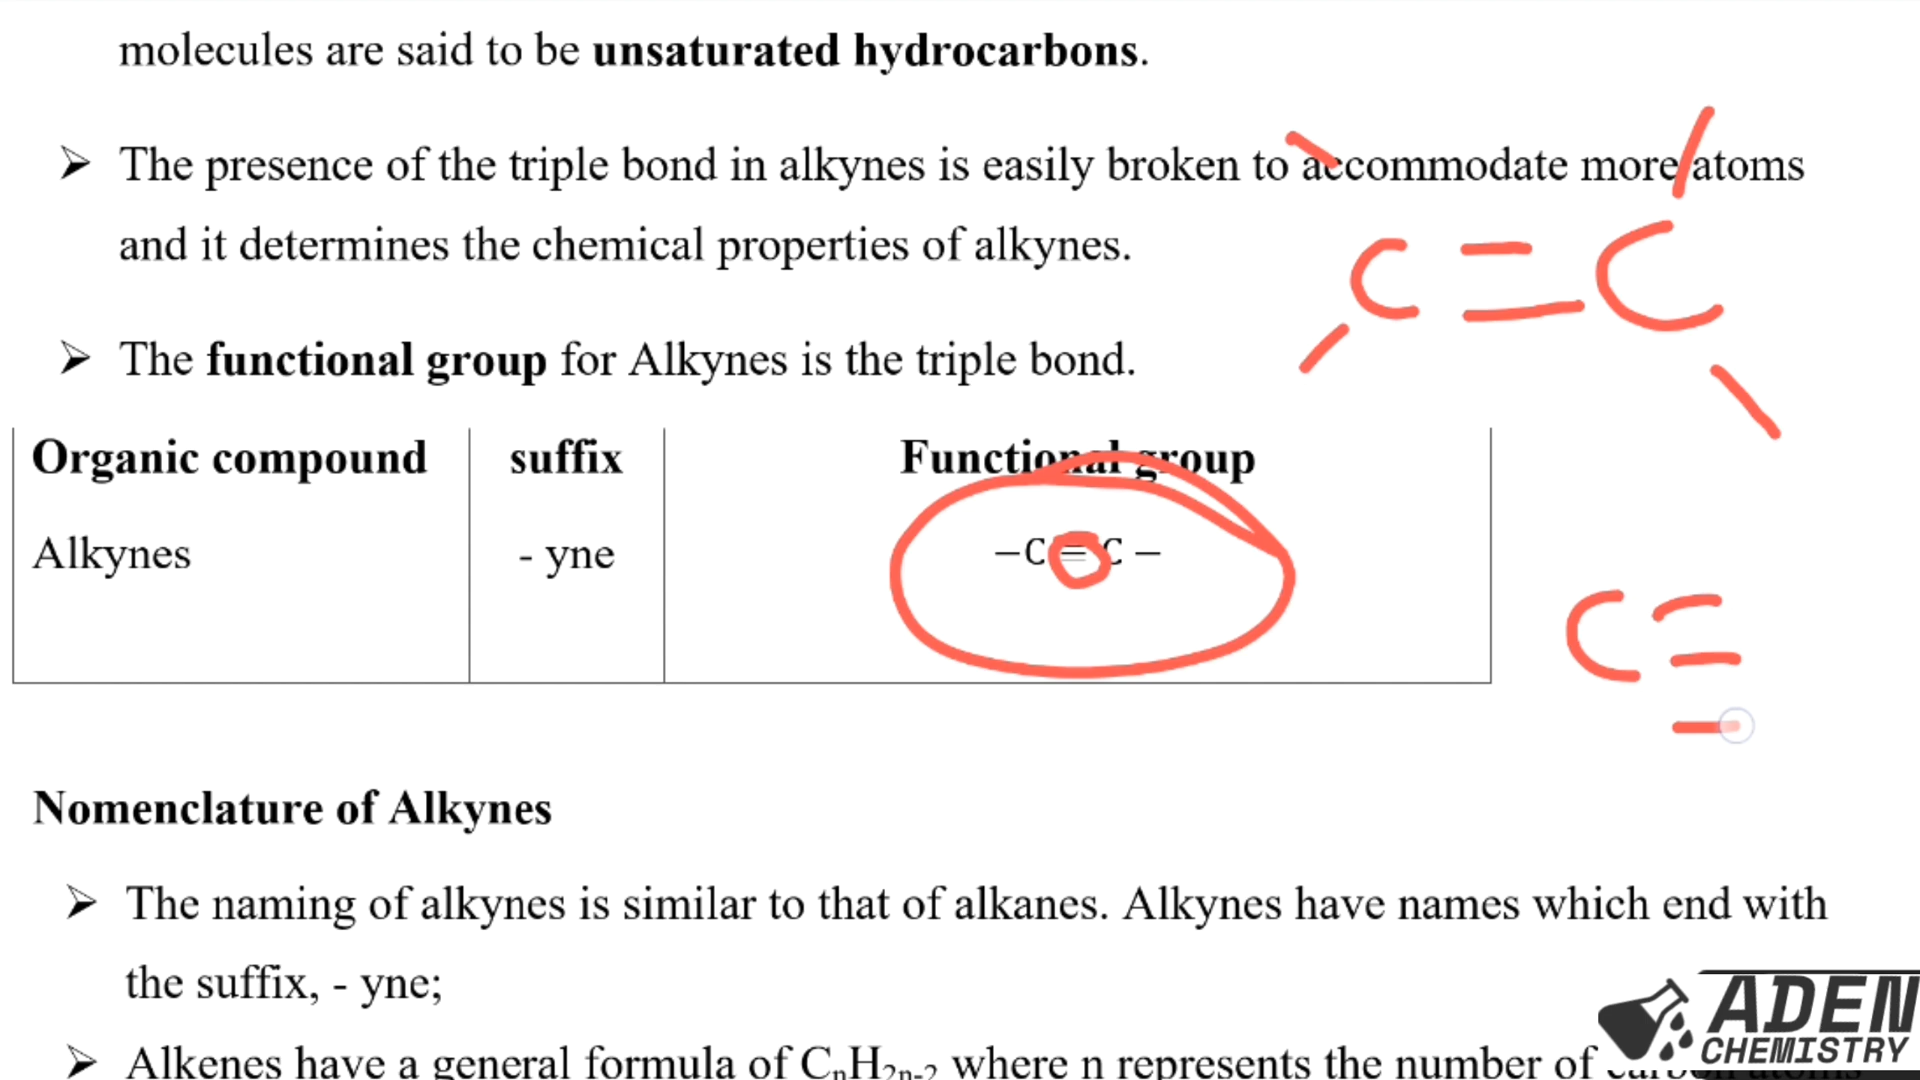 molecules are said to be unsaturated hydrocarbons.
➢ The presence of the triple bond in alkynes is easily broken to accommodate more atoms
and it determines the chemical properties of alkynes.
C = C
➢ The functional group for Alkynes is the triple bond.
Organic compound suffix Functional group
Alkynes - yne −C≡C −
C ≡
Nomenclature of Alkynes
➢ The naming of alkynes is similar to that of alkanes. Alkynes have names which end with
the suffix, - yne;
➢ Alkenes have a general formula of CₙH₂ₙ₋₂ where n represents the number of carbon atoms
ADEN
CHEMISTRY